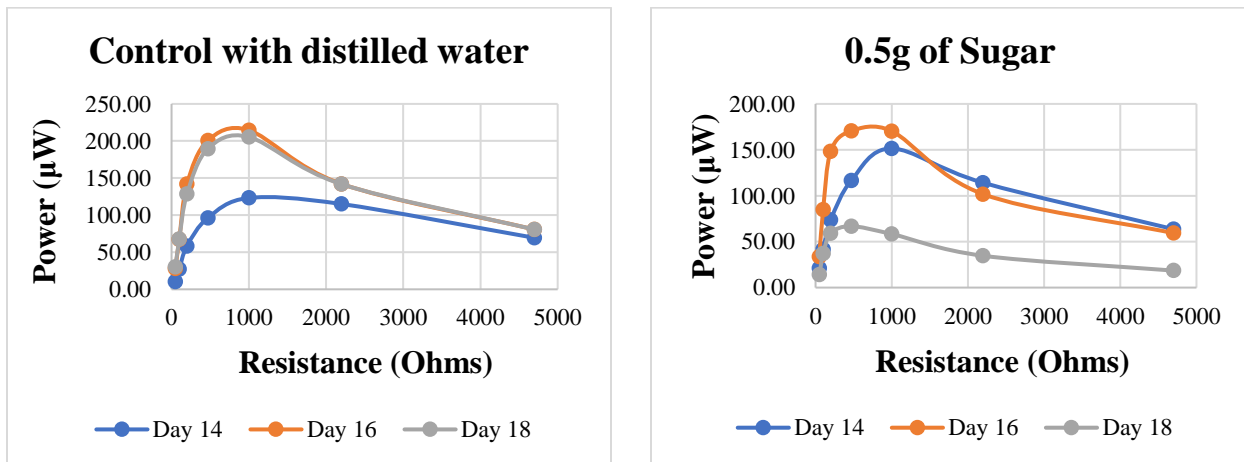 Control with distilled water
250.00
200.00
150.00
100.00
50.00
0.00
Power (µW)
0 1000 2000 3000 4000 5000
Resistance (Ohms)
Day 14 Day 16 Day 18
0.5g of Sugar
200.00
150.00
100.00
50.00
0.00
Power (µW)
0 1000 2000 3000 4000 5000
Resistance (Ohms)
Day 14 Day 16 Day 18